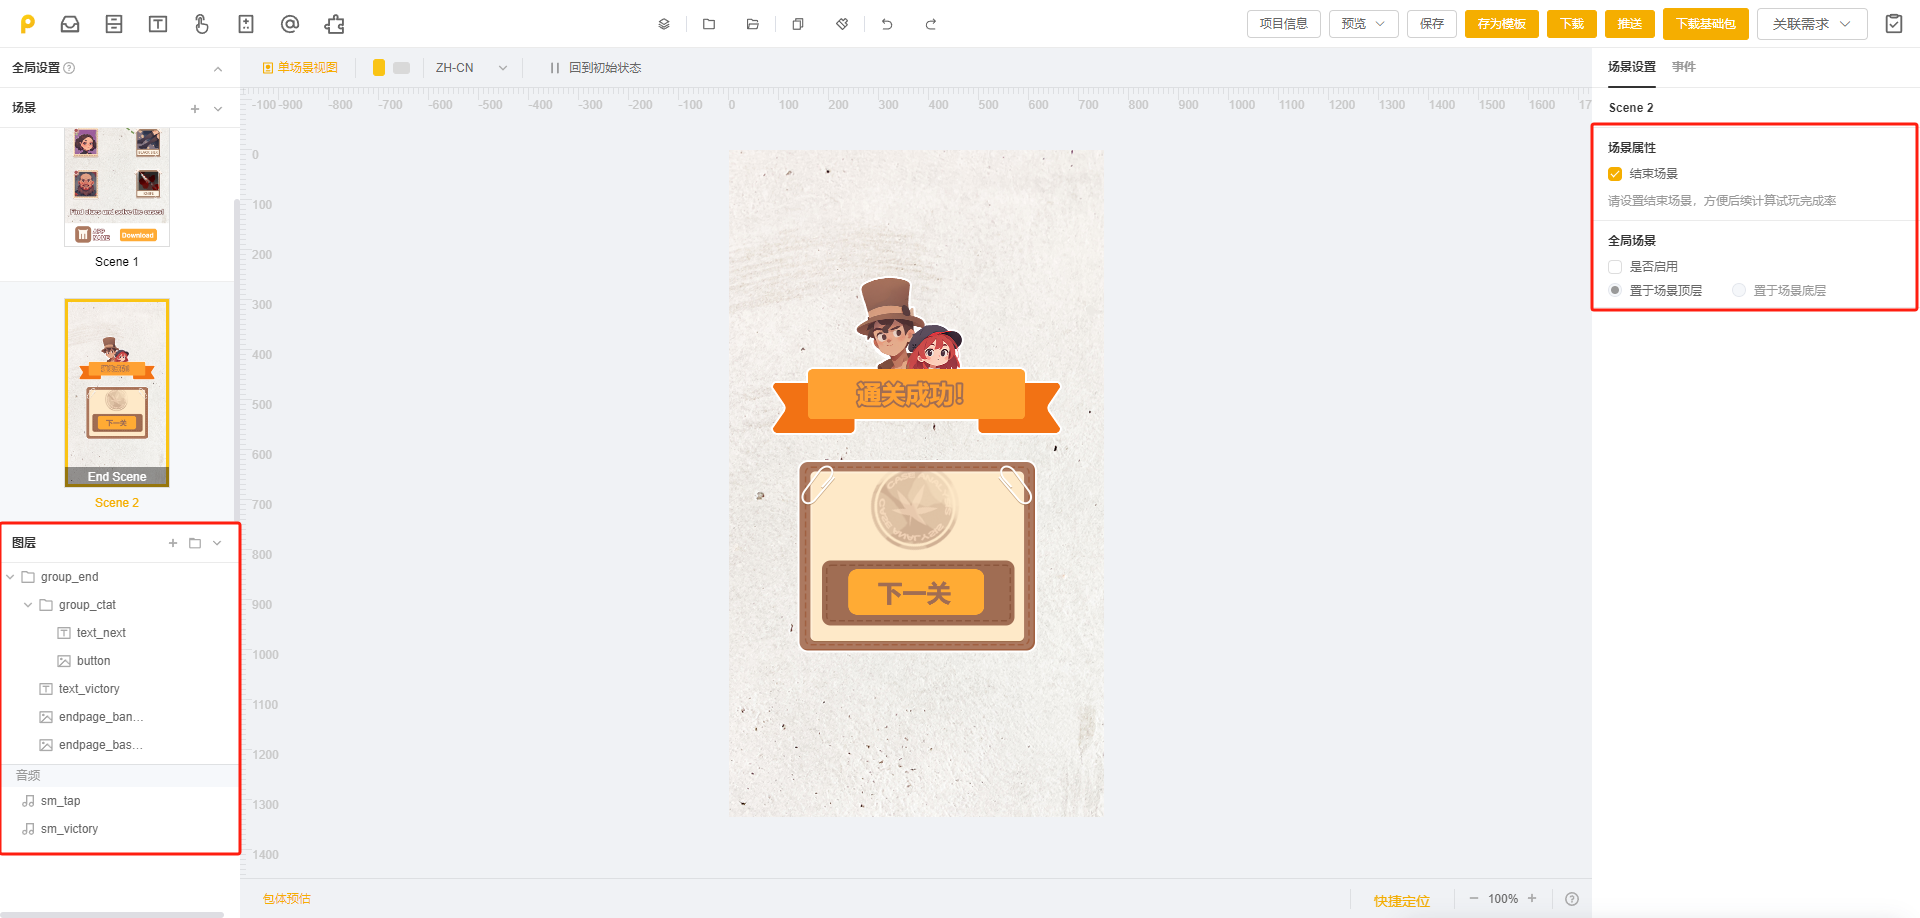 项目信息
预览
保存
存为模板
下载
推送
下载基础包
关联需求
全局设置
单场景视图
ZH-CN
回到初始状态
场景设置
事件
场景
-100 -900 -800 -700 -600 -500 -400 -300 -200 -100 0 100 200 300 400 500 600 700 800 900 1000 1100 1200 1300 1400 1500 1600 17
Scene 2
0
100
200
300
400
500
600
700
800
900
1000
1100
1200
1300
1400
Find clues and solve the cases!
APP NAME
Download
Scene 1
下一关
End Scene
Scene 2
图层
group_end
group_ctat
text_next
button
text_victory
endpage_ban...
endpage_bas...
音频
sm_tap
sm_victory
通关成功!
下一关
场景属性
结束场景
请设置结束场景，方便后续计算试玩完成率
全局场景
是否启用
置于场景顶层
置于场景底层
包体预估
快捷定位
100%